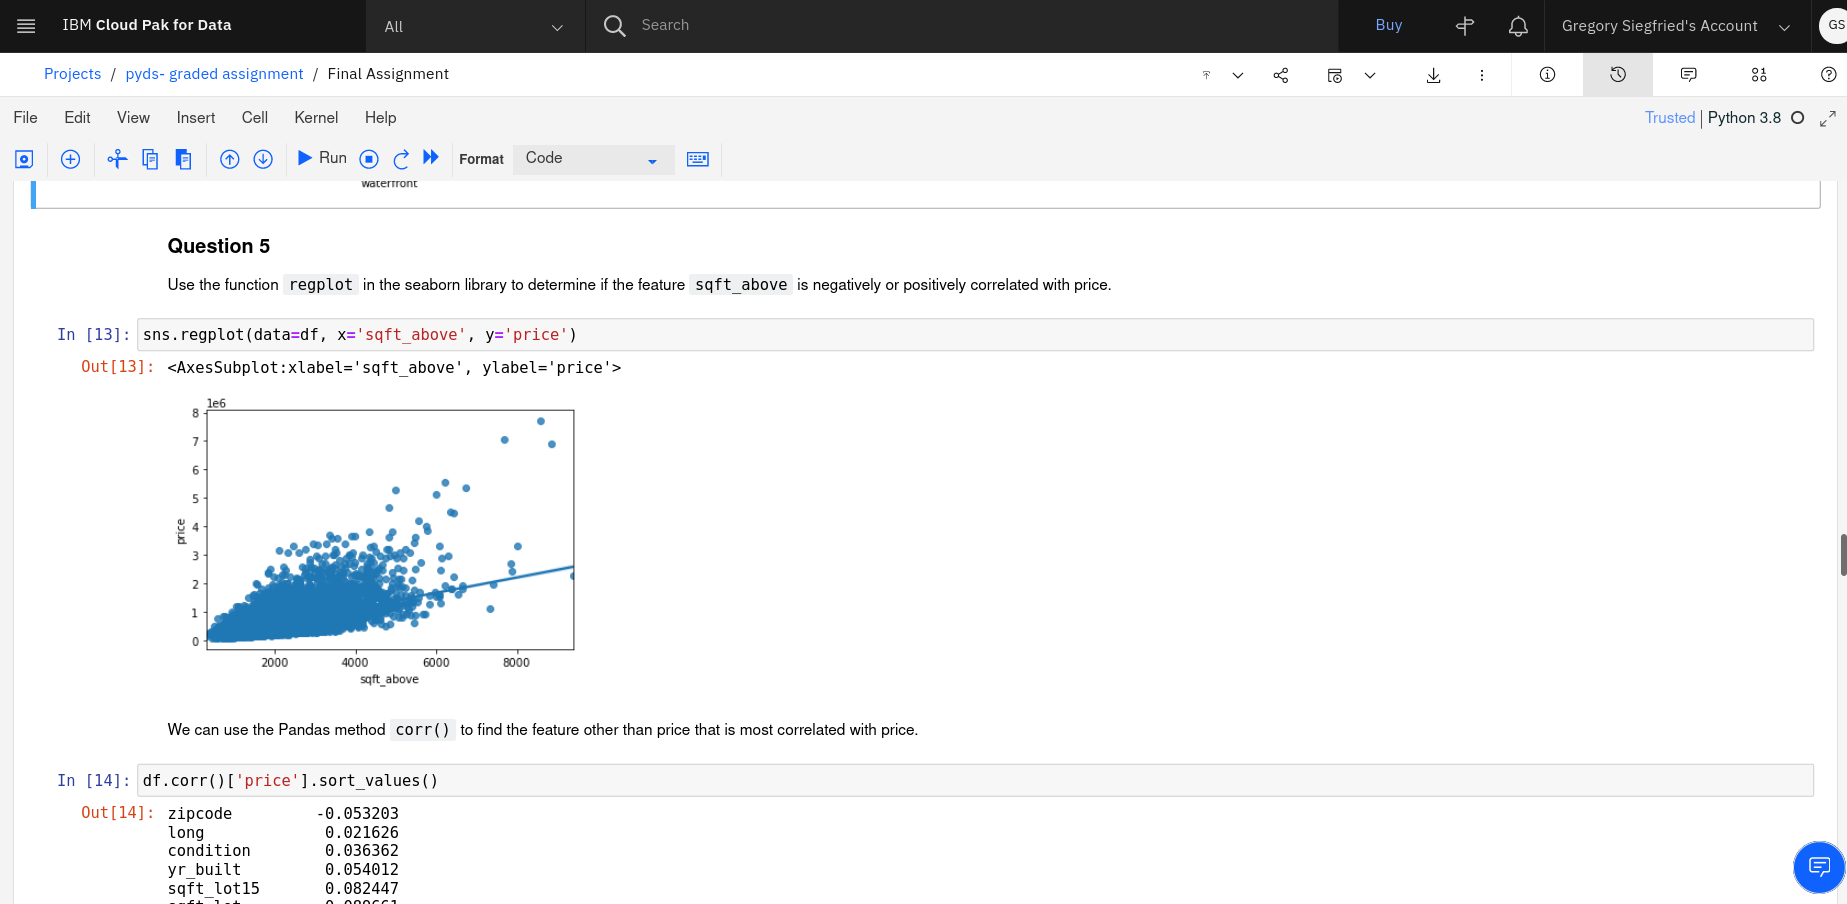 IBM Cloud Pak for Data
All
Search
Buy
Gregory Siegfried's Account
GS
Projects / pyds- graded assignment / Final Assignment
File Edit View Insert Cell Kernel Help
Trusted | Python 3.8
Run
Format
Code
waterfront
Question 5
Use the function regplot in the seaborn library to determine if the feature sqft_above is negatively or positively correlated with price.
In [13]: sns.regplot(data=df, x='sqft_above', y='price')
Out[13]: <AxesSubplot:xlabel='sqft_above', ylabel='price'>
1e6
8
7
6
5
4
3
2
1
0
price
2000 4000 6000 8000
sqft_above
We can use the Pandas method corr() to find the feature other than price that is most correlated with price.
In [14]: df.corr()['price'].sort_values()
Out[14]: zipcode -0.053203
long 0.021626
condition 0.036362
yr_built 0.054012
sqft_lot15 0.082447